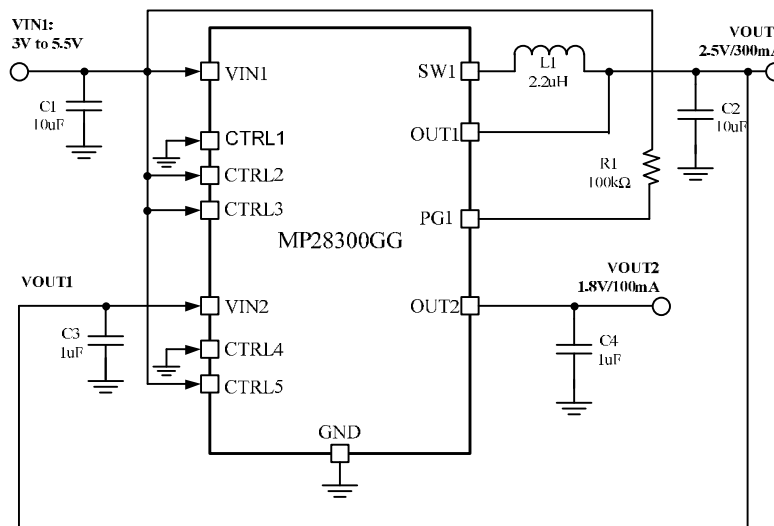 VIN1:
3V to 5.5V
VOUT
2.5V/300mA
C1
10uF
VIN1
CTRL1
CTRL2
CTRL3
SW1
L1
2.2uH
OUT1
C2
10uF
R1
100kΩ
PG1
MP28300GG
VOUT1
VIN2
C3
1uF
CTRL4
CTRL5
OUT2
VOUT2
1.8V/100mA
C4
1uF
GND